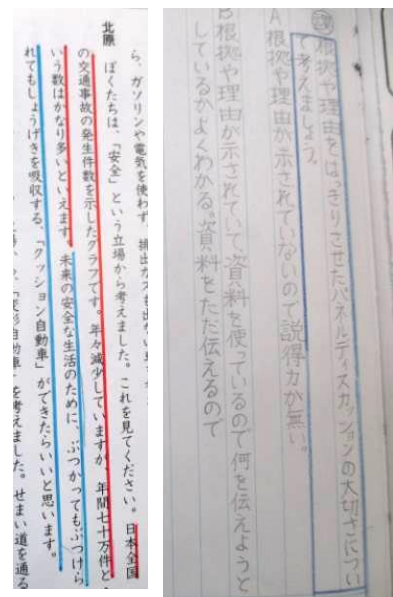 ら、ガソリンや電気を使わず
北原 ぼくたちは、「安全」という立場から考えました。これを見てください。日本全国
の交通事故の発生件数を示したグラフです。年々減少していますが、年間七十万件と
いう数はかなり多いといえます。未来の安全な生活のために、ぶつかってもぶつけら
れてもしょうげきを吸収する、「クッション自動車」ができたらいいと思います。
を考えました。せまい道を通る
課 根拠や理由をはっきりさせたパネルディスカッションの大切さについ
て考えましょう。
A 根拠や理由が示されていないので説得力が無い。
B 根拠や理由が示されていて、資料を使っているので何を伝えようと
しているかよくわかる。資料をただ伝えるので